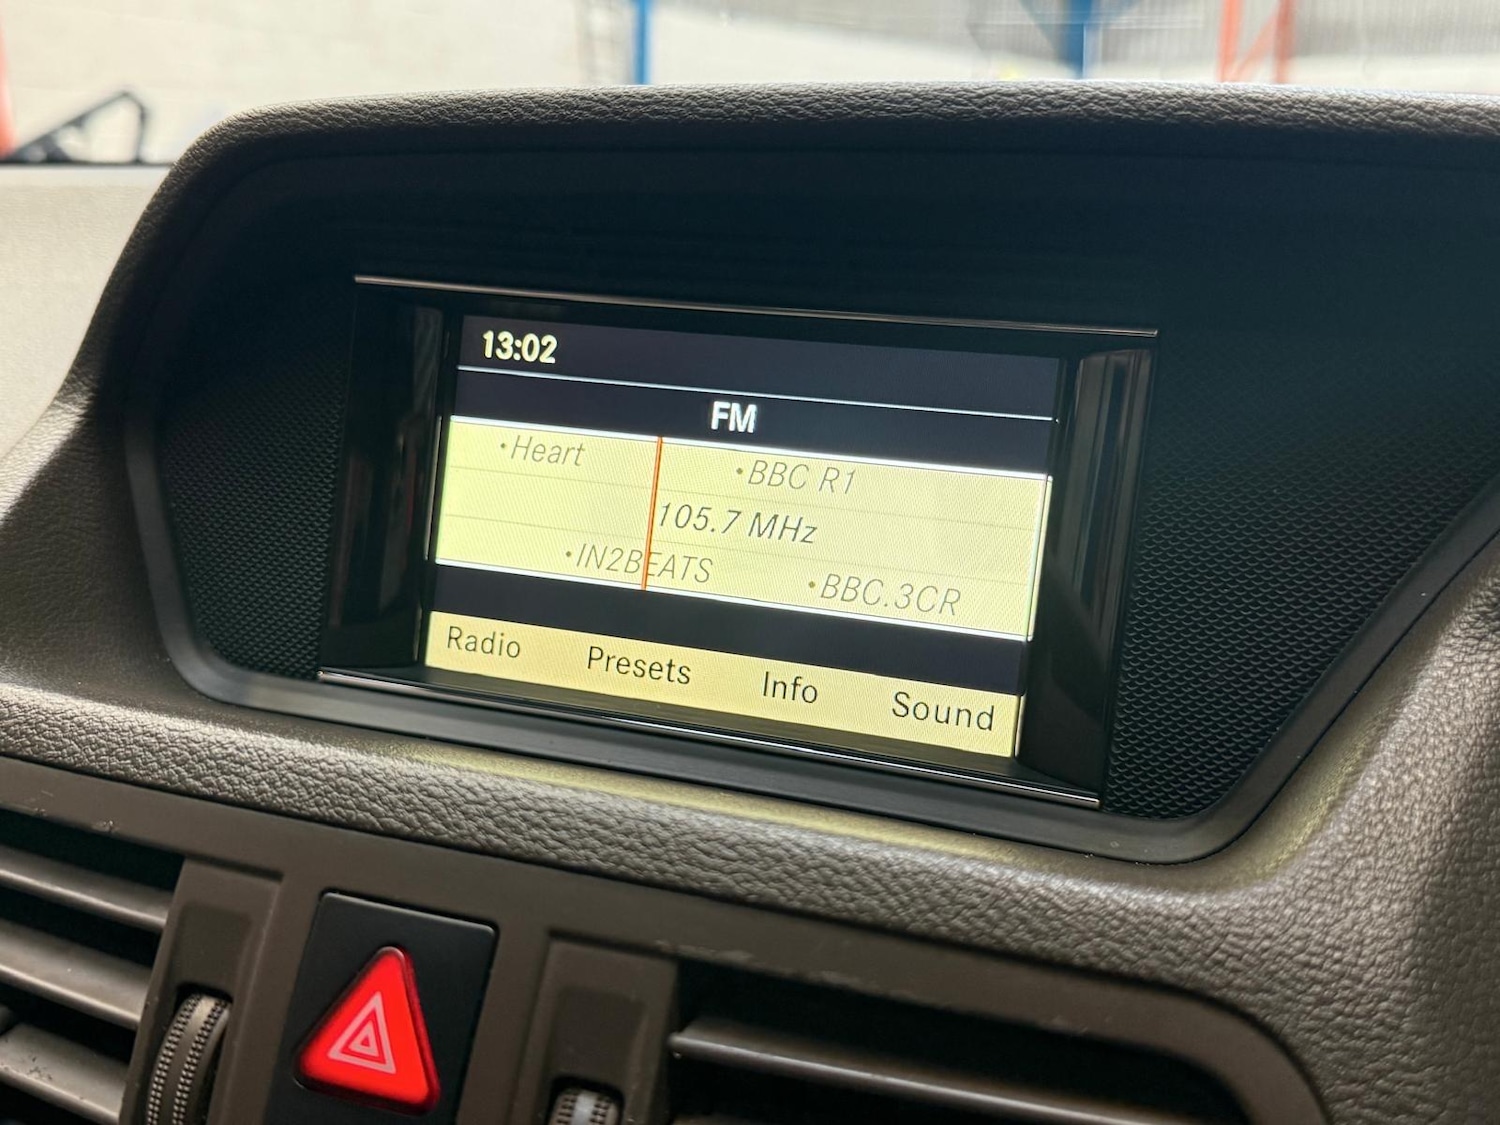 13:02
FM
•Heart •BBC R1
105.7 MHz
•IN2BEATS •BBC.3CR
Radio Presets Info Sound